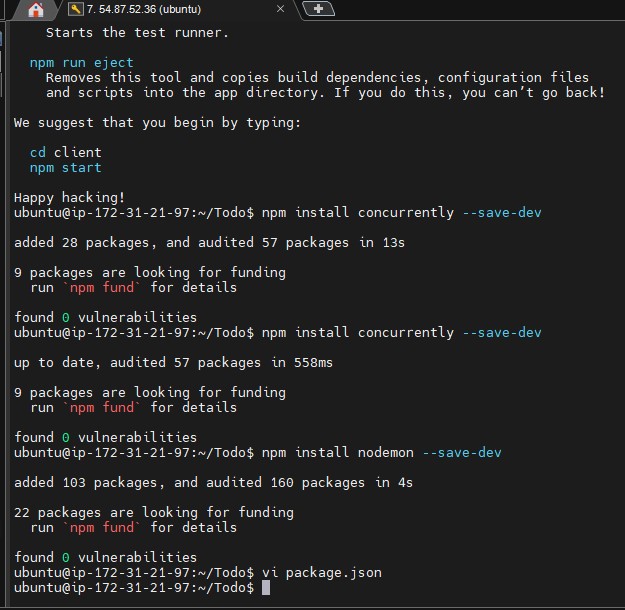 7. 54.87.52.36 (ubuntu)
Starts the test runner.
npm run eject
Removes this tool and copies build dependencies, configuration files
and scripts into the app directory. If you do this, you can’t go back!
We suggest that you begin by typing:
cd client
npm start
Happy hacking!
ubuntu@ip-172-31-21-97:~/Todo$ npm install concurrently --save-dev
added 28 packages, and audited 57 packages in 13s
9 packages are looking for funding
run `npm fund` for details
found 0 vulnerabilities
ubuntu@ip-172-31-21-97:~/Todo$ npm install concurrently --save-dev
up to date, audited 57 packages in 558ms
9 packages are looking for funding
run `npm fund` for details
found 0 vulnerabilities
ubuntu@ip-172-31-21-97:~/Todo$ npm install nodemon --save-dev
added 103 packages, and audited 160 packages in 4s
22 packages are looking for funding
run `npm fund` for details
found 0 vulnerabilities
ubuntu@ip-172-31-21-97:~/Todo$ vi package.json
ubuntu@ip-172-31-21-97:~/Todo$